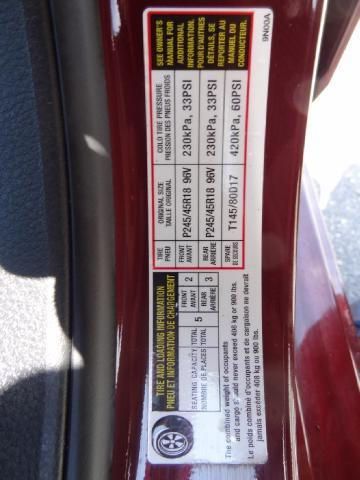 TIRE AND LOADING INFORMATION
PNEU ET INFORMATION DE CHARGEMENT
SEATING CAPACITY TOTAL 5 FRONT 2 REAR 3
NOMBRE DE PLACES TOTAL AVANT ARRIÈRE
The combined weight of occupants
and cargo should never exceed 408 kg or 900 lbs.
Le poids combiné d'occupants et de cargaison ne devrait
jamais excéder 408 kg ou 900 lbs.
TIRE ORIGINAL SIZE COLD TIRE PRESSURE
PNEU TAILLE ORIGINAL PRESSION DES PNEUS FROIDS
FRONT P245/45R18 96V 230kPa, 33PSI
AVANT
REAR P245/45R18 96V 230kPa, 33PSI
ARRIÈRE
SPARE T145/80D17 420kPa, 60PSI
DE SECOURS
SEE OWNER'S
MANUAL FOR
ADDITIONAL
INFORMATION.
POUR D'AUTRES
DÉTAILS, SE
REPORTER AU
MANUEL DU
CONDUCTEUR.
9N00A